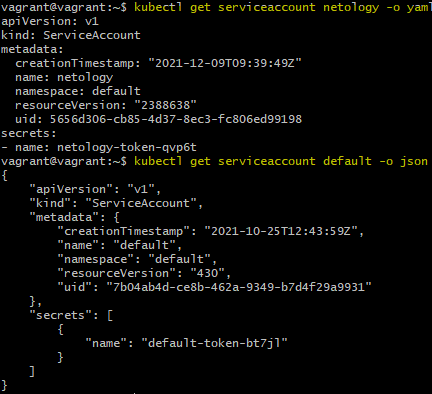 vagrant@vagrant:~$ kubectl get serviceaccount netology -o yaml
apiVersion: v1
kind: ServiceAccount
metadata:
  creationTimestamp: "2021-12-09T09:39:49Z"
  name: netology
  namespace: default
  resourceVersion: "2388638"
  uid: 5656d306-cb85-4d37-8ec3-fc806ed99198
secrets:
- name: netology-token-qvp6t
vagrant@vagrant:~$ kubectl get serviceaccount default -o json
{
    "apiVersion": "v1",
    "kind": "ServiceAccount",
    "metadata": {
        "creationTimestamp": "2021-10-25T12:43:59Z",
        "name": "default",
        "namespace": "default",
        "resourceVersion": "430",
        "uid": "7b04ab4d-ce8b-462a-9349-b7d4f29a9931"
    },
    "secrets": [
        {
            "name": "default-token-bt7jl"
        }
    ]
}